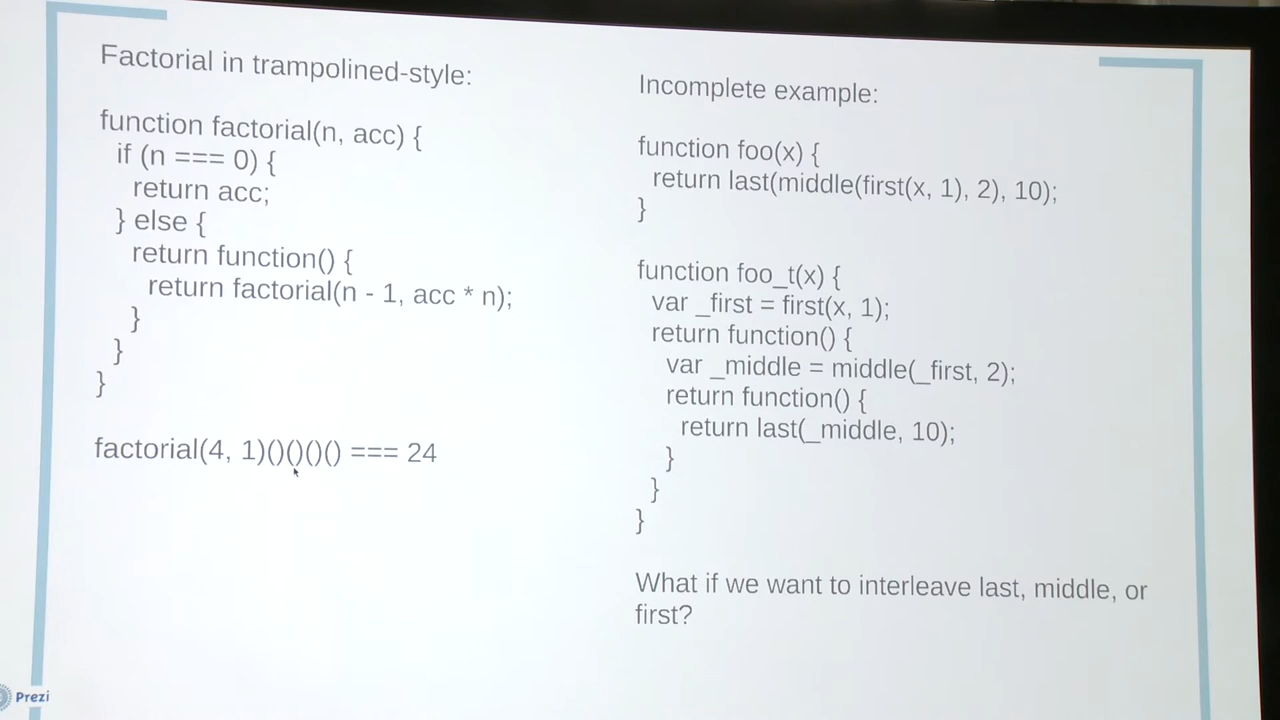 Factorial in trampolined-style:
function factorial(n, acc) {
if (n === 0) {
return acc;
} else {
return function() {
return factorial(n - 1, acc * n);
}
}
}
factorial(4, 1)()()()() === 24
Incomplete example:
function foo(x) {
return last(middle(first(x, 1), 2), 10);
}
function foo_t(x) {
var _first = first(x, 1);
return function() {
var _middle = middle(_first, 2);
return function() {
return last(_middle, 10);
}
}
}
What if we want to interleave last, middle, or
first?
Prezi